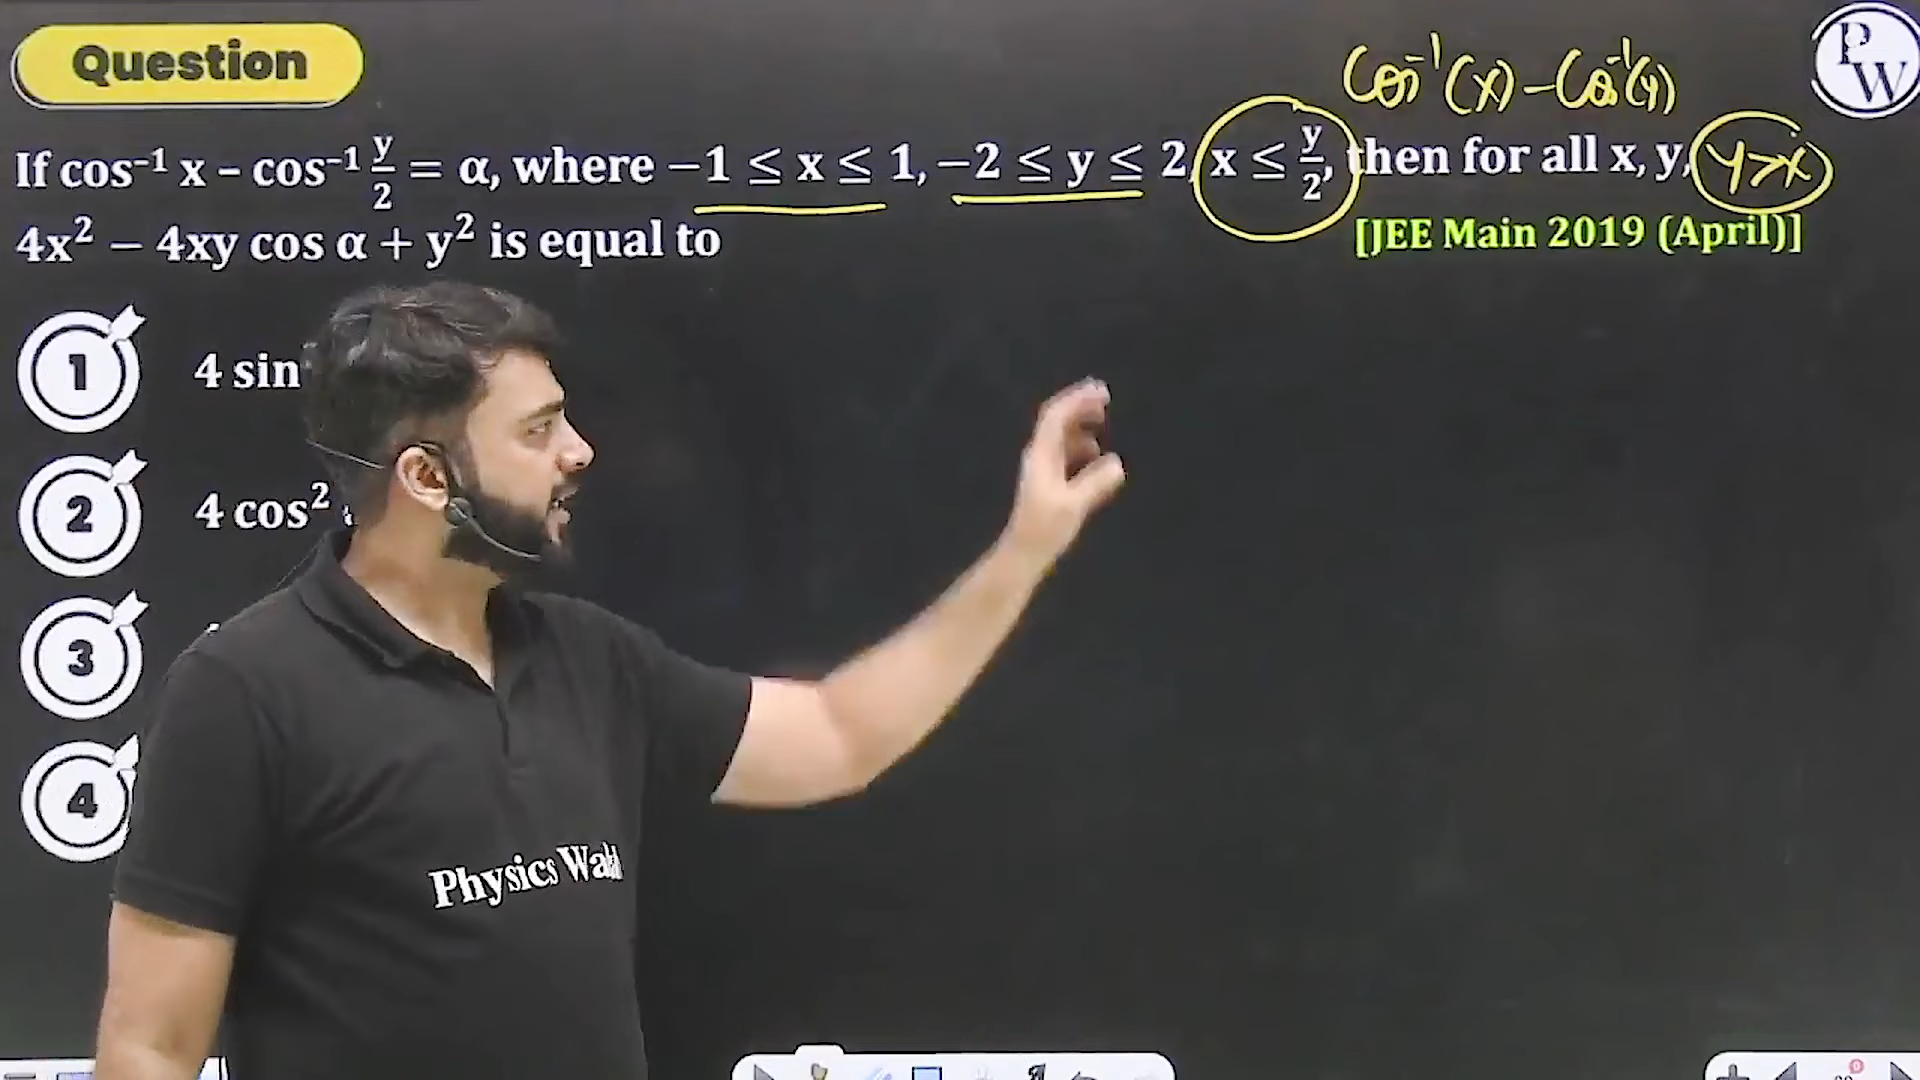 Question
cos⁻¹(x) – cos⁻¹(y)
If cos⁻¹ x – cos⁻¹ y/2 = α, where –1 ≤ x ≤ 1, –2 ≤ y ≤ 2, x ≤ y/2, then for all x, y, y>x
4x² – 4xy cos α + y² is equal to
[JEE Main 2019 (April)]
1 4 sin
2 4 cos²
3
4
Physics
PW